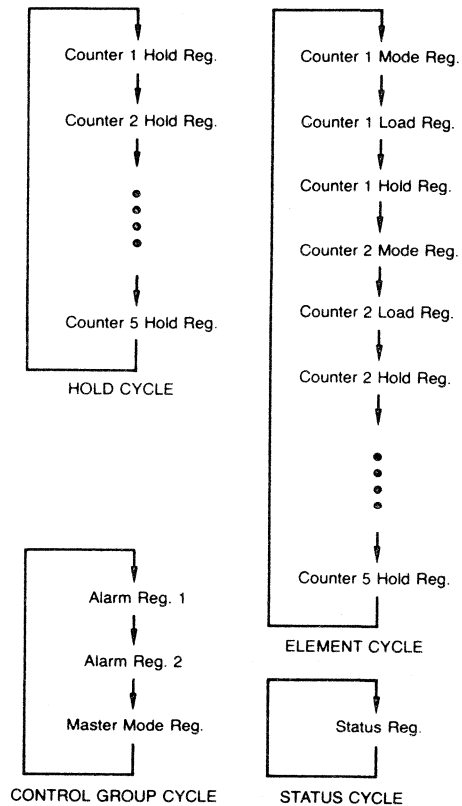 Counter 1 Hold Reg.
Counter 2 Hold Reg.
Counter 5 Hold Reg.
HOLD CYCLE
Counter 1 Mode Reg.
Counter 1 Load Reg.
Counter 1 Hold Reg.
Counter 2 Mode Reg.
Counter 2 Load Reg.
Counter 2 Hold Reg.
Counter 5 Hold Reg.
ELEMENT CYCLE
Alarm Reg. 1
Alarm Reg. 2
Master Mode Reg.
CONTROL GROUP CYCLE
Status Reg.
STATUS CYCLE